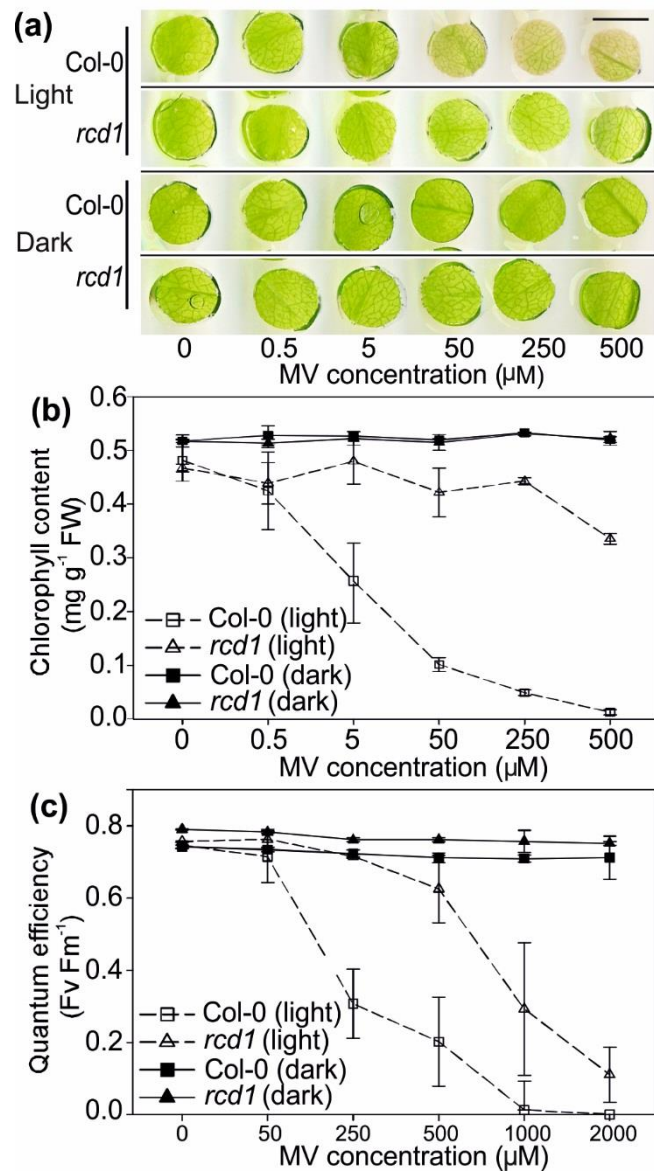 (a)
Light
Col-0
rcd1
Dark
Col-0
rcd1
0 0.5 5 50 250 500
MV concentration (µM)
(b)
Chlorophyll content
(mg g⁻¹ FW)
0.6
0.5
0.4
0.3
0.2
0.1
0.0
Col-0 (light)
rcd1 (light)
Col-0 (dark)
rcd1 (dark)
0 0.5 5 50 250 500
MV concentration (µM)
(c)
Quantum efficiency
(Fv Fm⁻¹)
0.8
0.6
0.4
0.2
0.0
Col-0 (light)
rcd1 (light)
Col-0 (dark)
rcd1 (dark)
0 50 250 500 1000 2000
MV concentration (µM)